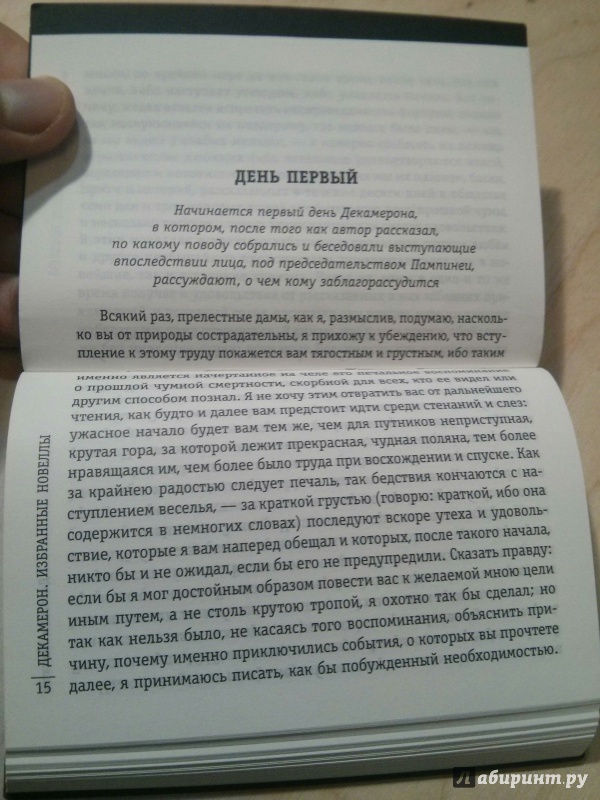 ДЕНЬ ПЕРВЫЙ
Начинается первый день Декамерона,
в котором, после того как автор рассказал,
по какому поводу собрались и беседовали выступающие
впоследствии лица, под председательством Пампинеи,
рассуждают, о чем кому заблагорассудится
Всякий раз, прелестные дамы, как я, размыслив, подумаю, насколь-
ко вы от природы сострадательны, я прихожу к убеждению, что всту-
пление к этому труду покажется вам тягостным и грустным, ибо таким
именно является начертанное на челе его печальное воспоминание
о прошлой чумной смертности, скорбной для всех, кто ее видел или
другим способом познал. Я не хочу этим отвратить вас от дальнейшего
чтения, как будто и далее вам предстоит идти среди стенаний и слез:
ужасное начало будет вам тем же, чем для путников неприступная,
крутая гора, за которой лежит прекрасная, чудная поляна, тем более
нравящаяся им, чем более было труда при восхождении и спуске. Как
за крайнею радостью следует печаль, так бедствия кончаются с на-
ступлением веселья, — за краткой грустью (говорю: краткой, ибо она
содержится в немногих словах) последуют вскоре утеха и удоволь-
ствие, которые я вам наперед обещал и которых, после такого начала,
никто бы и не ожидал, если бы его не предупредили. Сказать правду:
если бы я мог достойным образом повести вас к желаемой мною цели
иным путем, а не столь крутою тропой, я охотно так бы сделал; но
так как нельзя было, не касаясь того воспоминания, объяснить при-
чину, почему именно приключились события, о которых вы прочтете
далее, я принимаюсь писать, как бы побужденный необходимостью.
15
ДЕКАМЕРОН. ИЗБРАННЫЕ НОВЕЛЛЫ
Лабиринт.ру